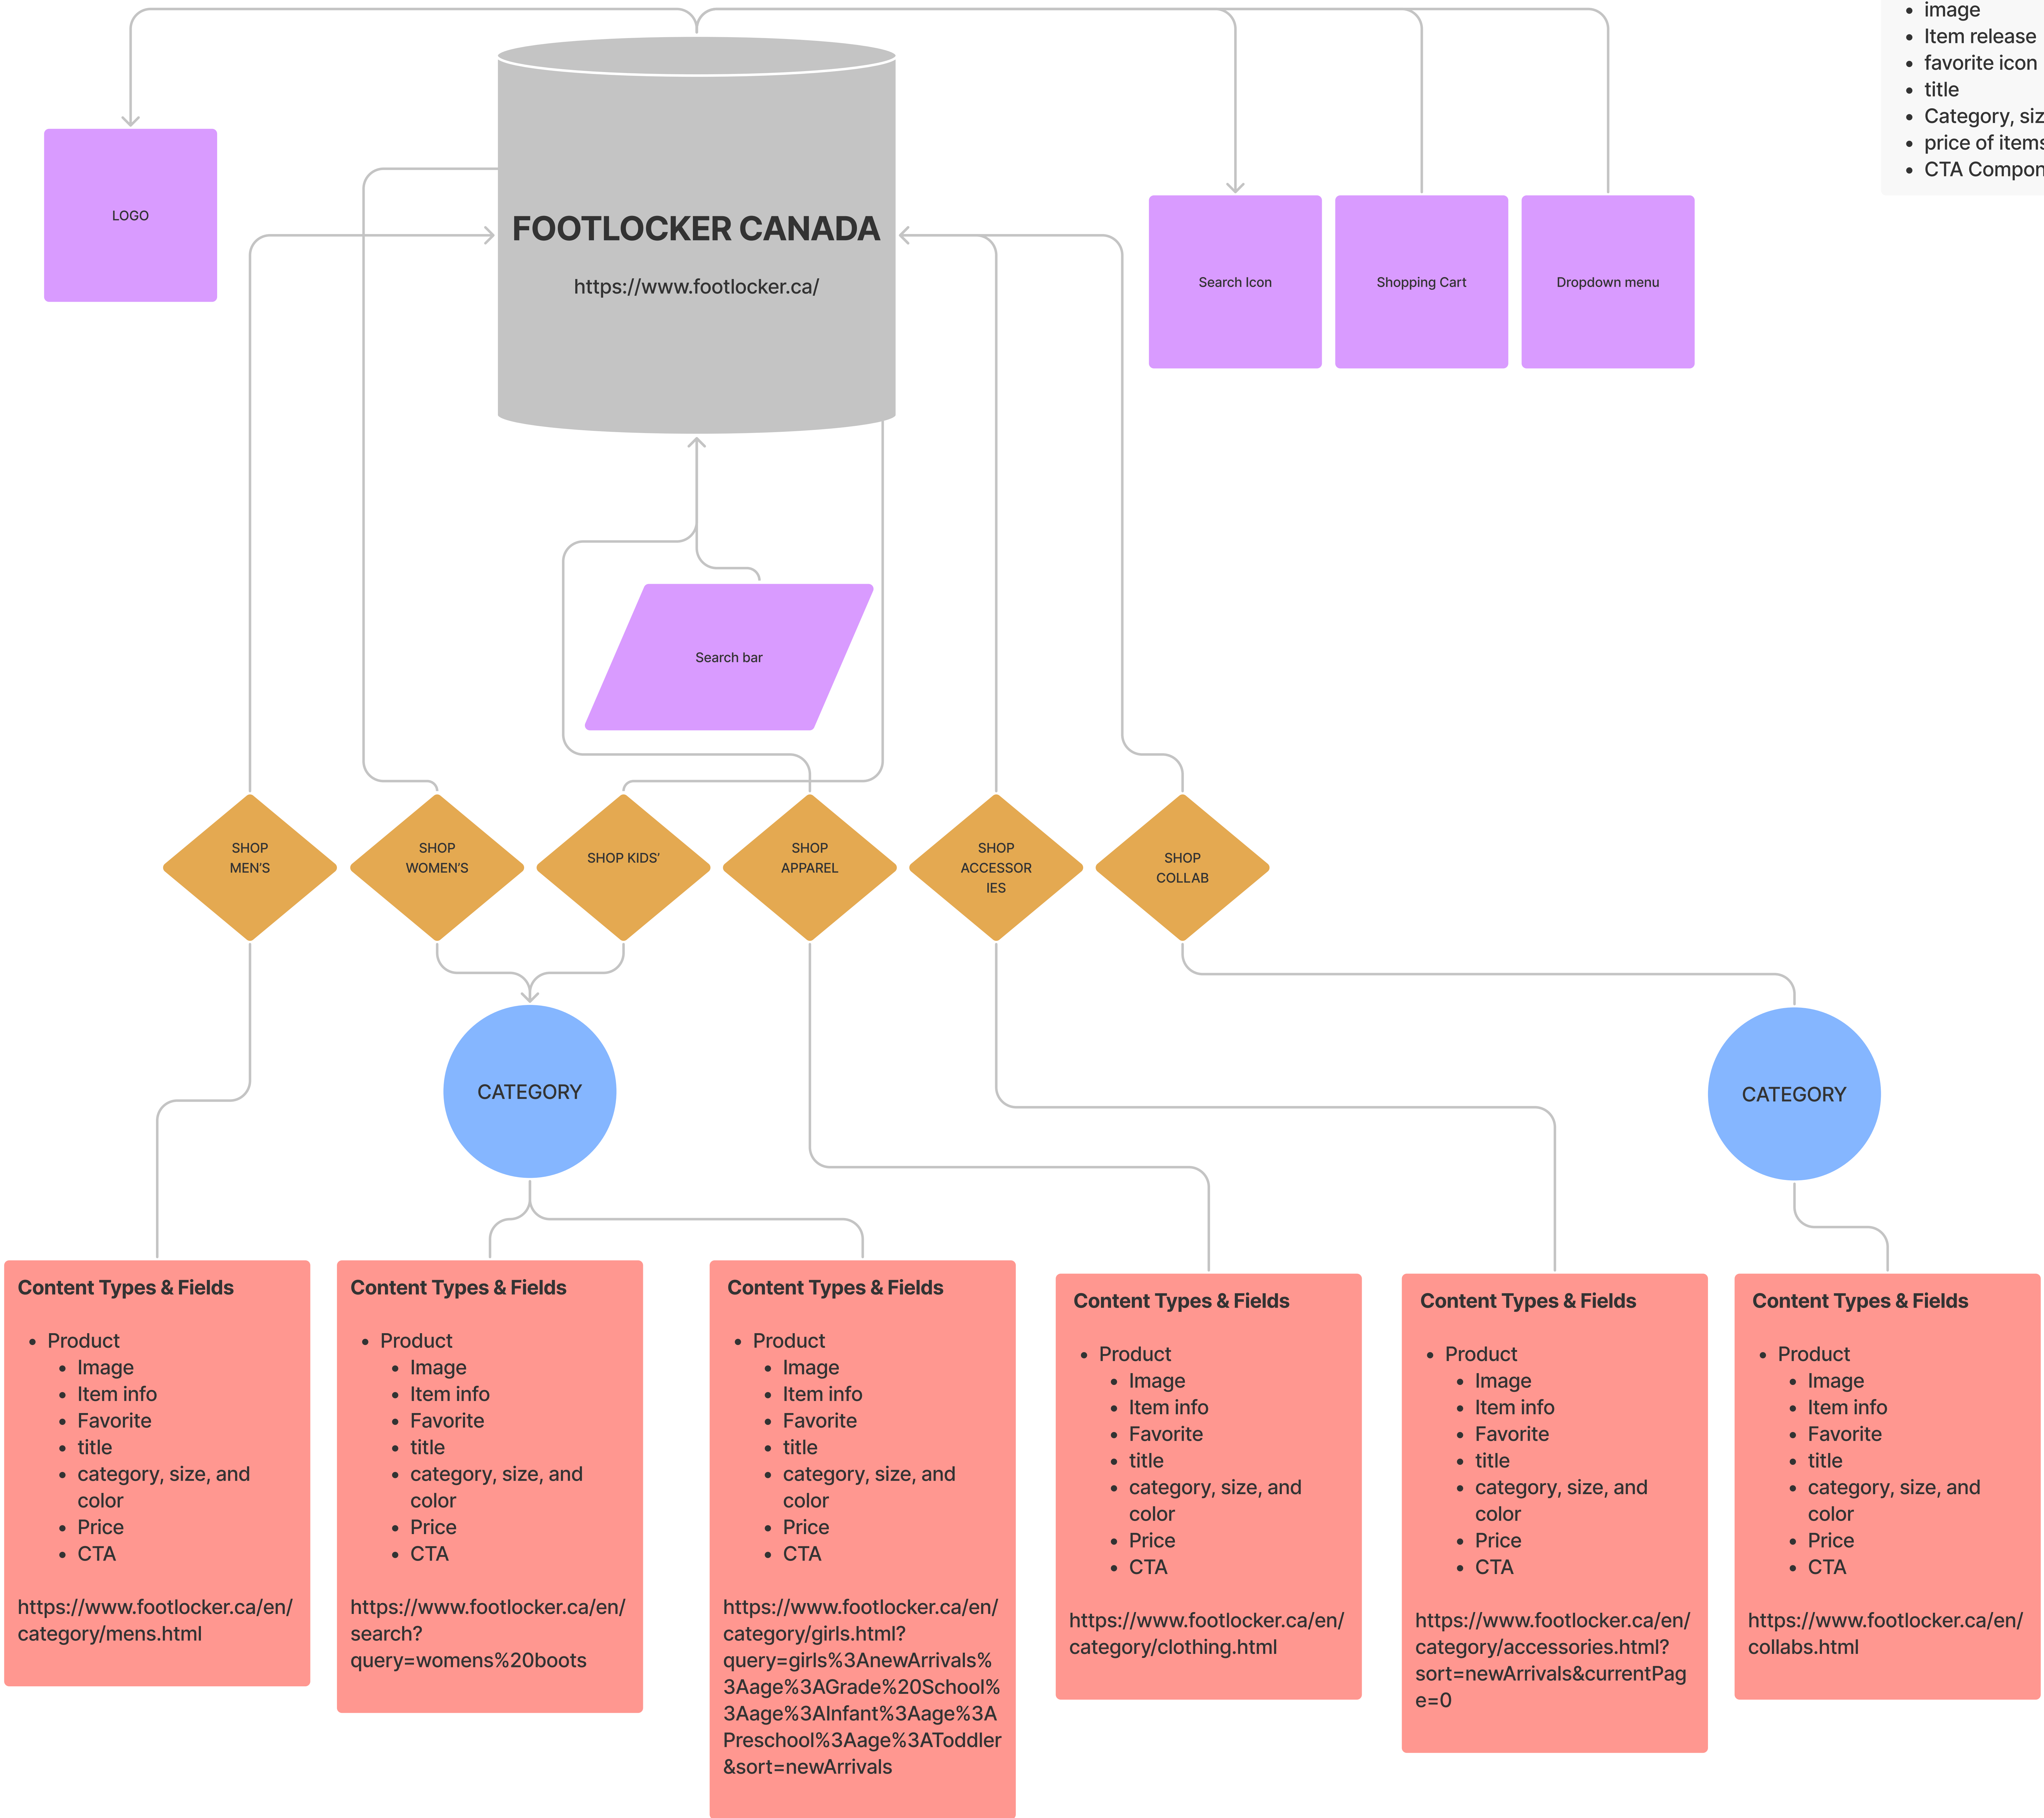 • image
• Item release
• favorite icon
• title
• Category,
• price of items
• CTA
LOGO
FOOTLOCKER CANADA
https://www.footlocker.ca/
Search Icon
Shopping Cart
Dropdown menu
Search bar
SHOP
MEN’S
SHOP
WOMEN’S
SHOP KIDS’
SHOP
APPAREL
SHOP
ACCESSOR
IES
SHOP
COLLAB
CATEGORY
CATEGORY
Content Types & Fields
• Product
• Image
• Item info
• Favorite
• title
• category, size, and
color
• Price
• CTA
https://www.footlocker.ca/en/
category/mens.html
Content Types & Fields
• Product
• Image
• Item info
• Favorite
• title
• category, size, and
color
• Price
• CTA
https://www.footlocker.ca/en/
search?
query=womens%20boots
Content Types & Fields
• Product
• Image
• Item info
• Favorite
• title
• category, size, and
color
• Price
• CTA
https://www.footlocker.ca/en/
category/girls.html?
query=girls%3AnewArrivals%
3Aage%3AGrade%20School%
3Aage%3AInfant%3Aage%3A
Preschool%3Aage%3AToddler
&sort=newArrivals
Content Types & Fields
• Product
• Image
• Item info
• Favorite
• title
• category, size, and
color
• Price
• CTA
https://www.footlocker.ca/en/
category/clothing.html
Content Types & Fields
• Product
• Image
• Item info
• Favorite
• title
• category, size, and
color
• Price
• CTA
https://www.footlocker.ca/en/
category/accessories.html?
sort=newArrivals&currentPag
e=0
Content Types & Fields
• Product
• Image
• Item info
• Favorite
• title
• category, size, and
color
• Price
• CTA
https://www.footlocker.ca/en/
collabs.html